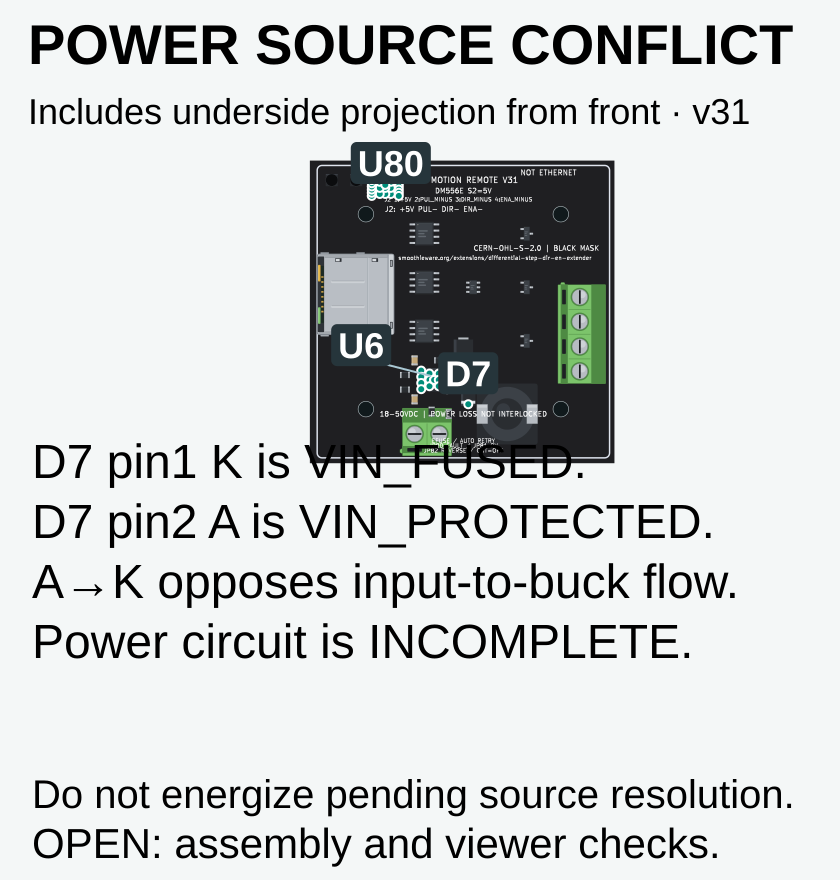 POWER SOURCE CONFLICT
Includes underside projection from front · v31
U80
NOT ETHERNET
MOTION REMOTE V31
DM556E S2=5V
J2: +5V PUL- DIR- ENA-
CERN-OHL-S-2.0 | BLACK MASK
smoothieware.org/extensions/differential-step-dir-en-extender
U6
D7
18-50VDC | POWER LOSS NOT INTERLOCKED
D7 pin1 K is VIN_FUSED.
D7 pin2 A is VIN_PROTECTED.
A→K opposes input-to-buck flow.
Power circuit is INCOMPLETE.
Do not energize pending source resolution.
OPEN: assembly and viewer checks.